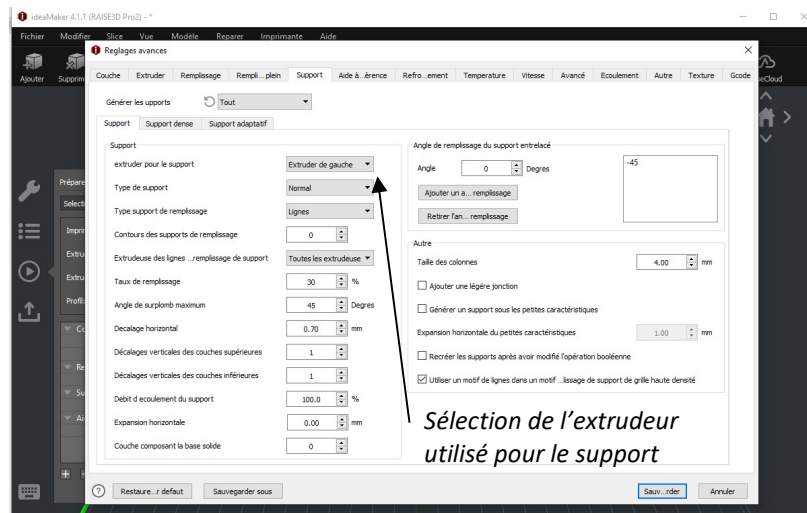 ideaMaker 4.1.1 (RAISE3D Pro2) - *
Fichier Modifier Slice Vue Modèle Reparer Imprimante Aide
Ajouter
Reglages avances
Couche Extruder Remplissage Rempli... plein Support Aide à...èrence Refro...ement Temperature Vitesse Avancé Ecoulement Autre Texture Gcode
Générer les upports Tout
Support Support dense Support adaptatif
Support
extruder pour le support Extruder de gauche
Type de support Normal
Type support de remplissage Lignes
Contours des supports de remplissage 0
Extrudeuse des lignes ...remplissage de support Toutes les extrudeuse
Taux de remplissage 30 %
Angle de surplomb maximum 45 Degres
Decalage horizontal 0.70 mm
Décalages verticales des couches supérieures 1
Décalages verticales des couches inférieures 1
Debit d ecoulement du support 100.0 %
Expansion horizontale 0.00 mm
Couche composant la base solide 0
Angle de remplissage du support entrelacé
Angle 0 Degres
-45
Ajouter un a... remplissage
Retirer l'an... remplissage
Autre
Taille des colonnes 4.00 mm
Ajouter une légére jonction
Générer un support sous les petites caractéristiques
Expansion horizontale du petites caractéristiques 1.00 mm
Recréer les supports après avoir modifié l'opération booléenne
Utiliser un motif de lignes dans un motif ...lissage de support de grille haute densité
Sélection de l'extrudeur
utilisé pour le support
? Restaure...r defaut Sauvegarder sous Sauv...rder Annuler